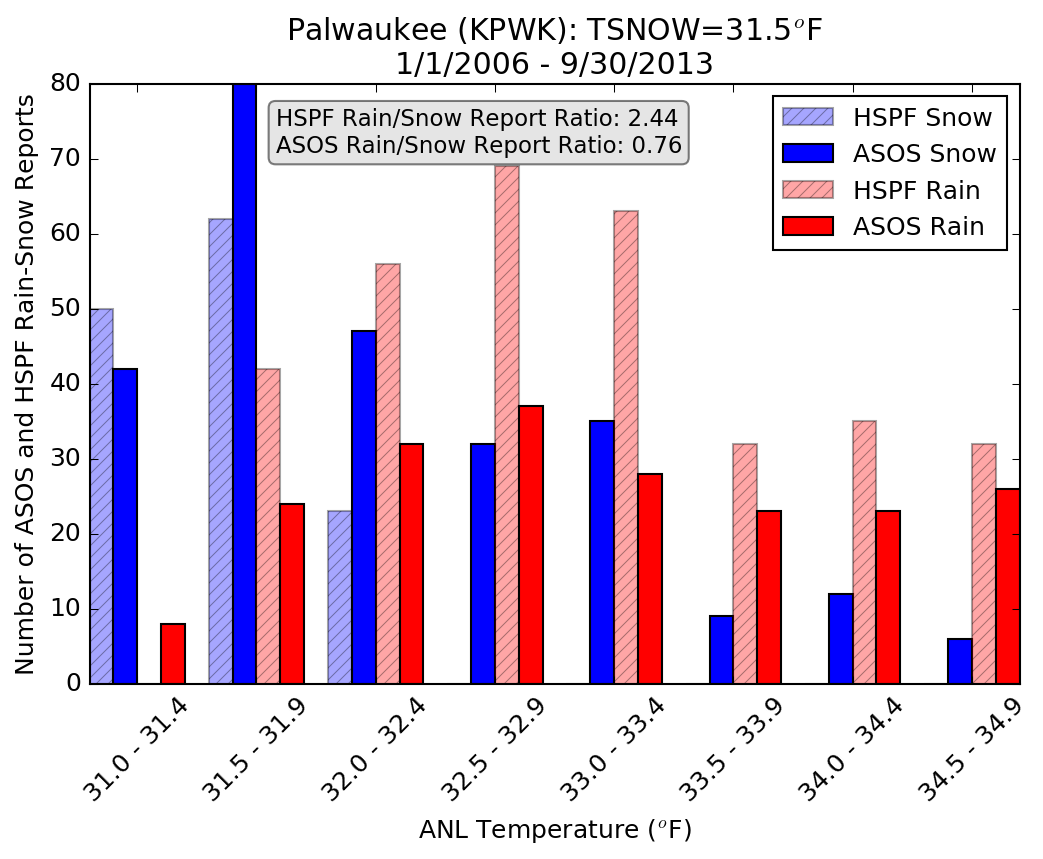 Palwaukee (KPWK): TSNOW=31.5°F
1/1/2006 - 9/30/2013
HSPF Rain/Snow Report Ratio: 2.44
ASOS Rain/Snow Report Ratio: 0.76
HSPF Snow
ASOS Snow
HSPF Rain
ASOS Rain
Number of ASOS and HSPF Rain-Snow Reports
80
70
60
50
40
30
20
10
0
31.0 - 31.4
31.5 - 31.9
32.0 - 32.4
32.5 - 32.9
33.0 - 33.4
33.5 - 33.9
34.0 - 34.4
34.5 - 34.9
ANL Temperature (°F)